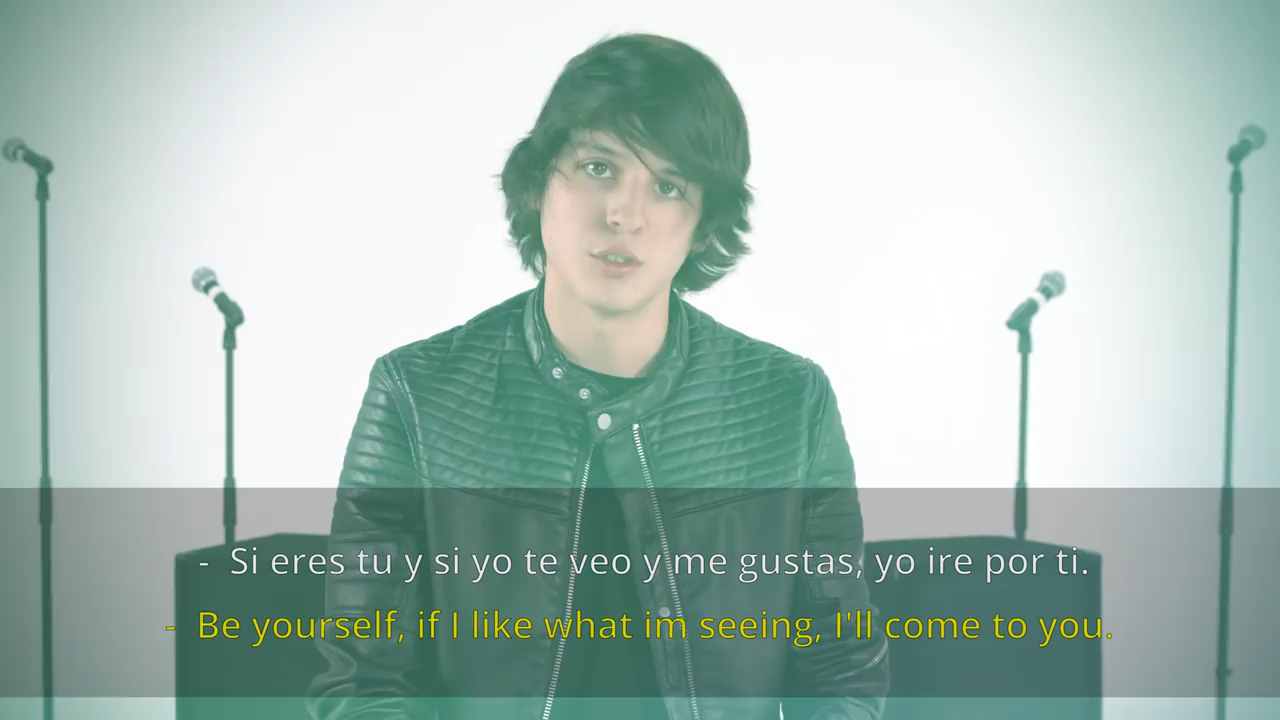 - Si eres tu y si yo te veo y me gustas, yo ire por ti.
- Be yourself, if I like what im seeing, I'll come to you.